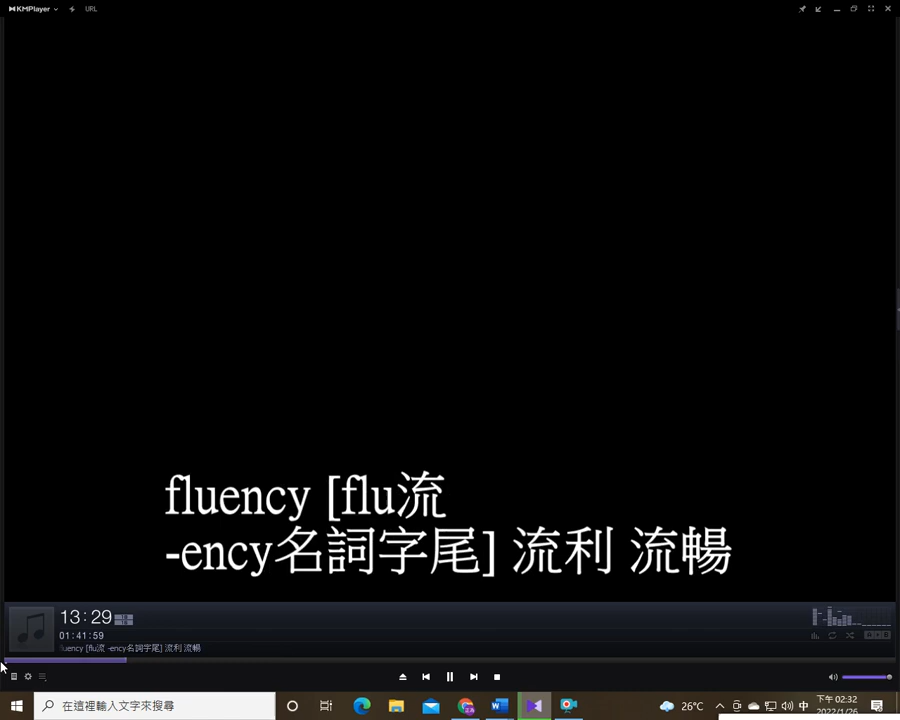 KMPlayer
URL
fluency [flu流
-ency名詞字尾] 流利 流暢
13:29
01:41:59
uency [flu流 -ency名詞字尾] 流利 流暢
在這裡輸入文字來搜尋
26°C
中
下午 02:32
2022/1/26